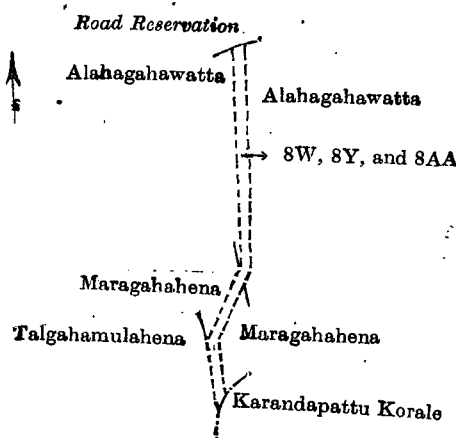 Road Reservation
Alahagahawatta
Alahagahawatta
8W, 8Y, and 8AA
Maragahahena
Talgahamulahena
Maragahahena
Karandapattu Korale